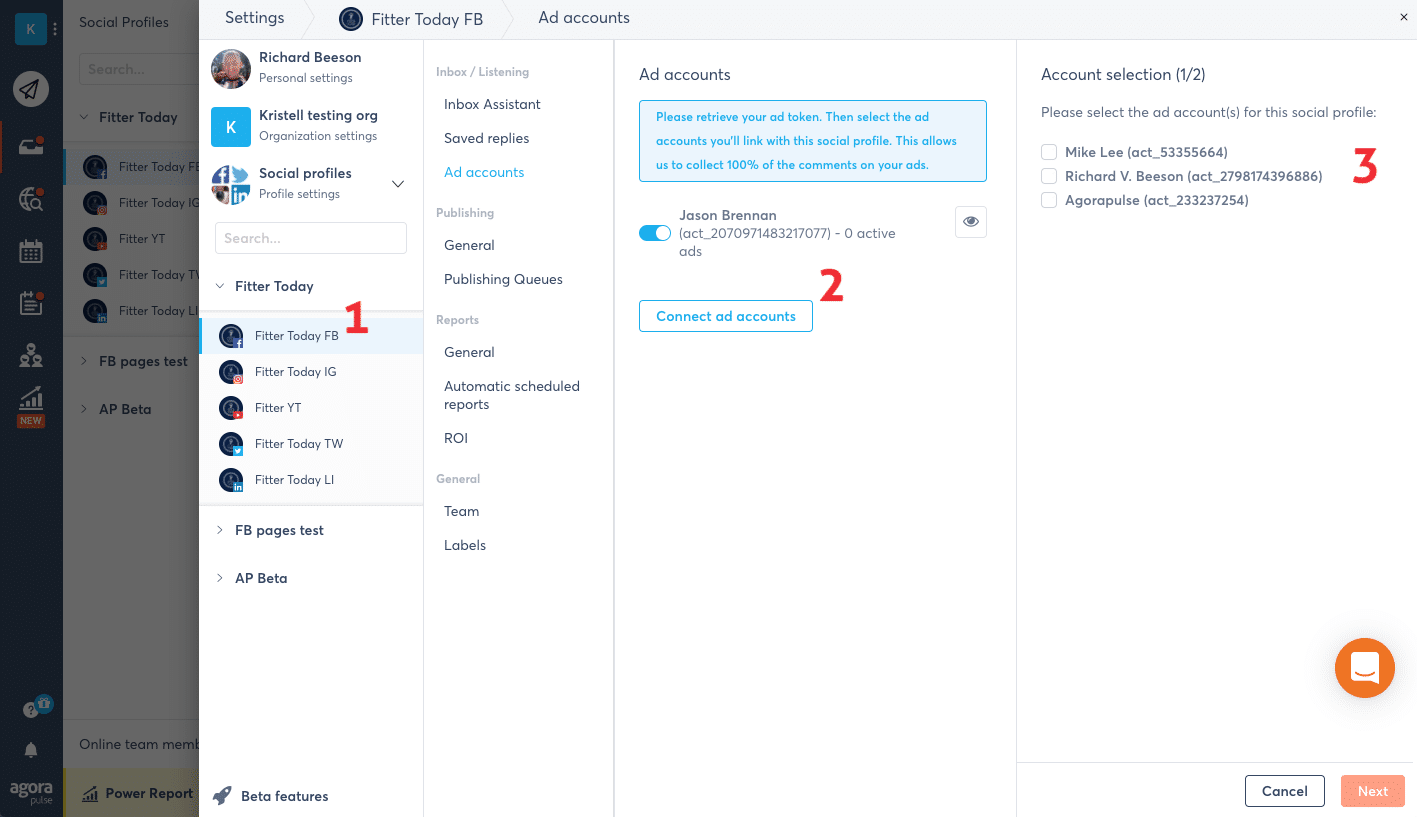 K
Social Profiles
Search...
Fitter Today
Fitter Today FB
Fitter Today IG
Fitter YT
Fitter Today TW
Fitter Today LI
FB pages test
AP Beta
NEW
?
Online team memb
agora
pulse
Power Report
Settings
Fitter Today FB
Ad accounts
×
Richard Beeson
Personal settings
K
Kristell testing org
Organization settings
Social profiles
Profile settings
Search...
Fitter Today
1
Fitter Today FB
Fitter Today IG
Fitter YT
Fitter Today TW
Fitter Today LI
FB pages test
AP Beta
Beta features
Inbox / Listening
Inbox Assistant
Saved replies
Ad accounts
Publishing
General
Publishing Queues
Reports
General
Automatic scheduled
reports
ROI
General
Team
Labels
Ad accounts
Please retrieve your ad token. Then select the ad
accounts you'll link with this social profile. This allows
us to collect 100% of the comments on your ads.
Jason Brennan
(act_2070971483217077) - 0 active
ads
2
Connect ad accounts
Account selection (1/2)
Please select the ad account(s) for this social profile:
Mike Lee (act_53355664)
Richard V. Beeson (act_2798174396886)
Agorapulse (act_233237254)
3
Cancel
Next